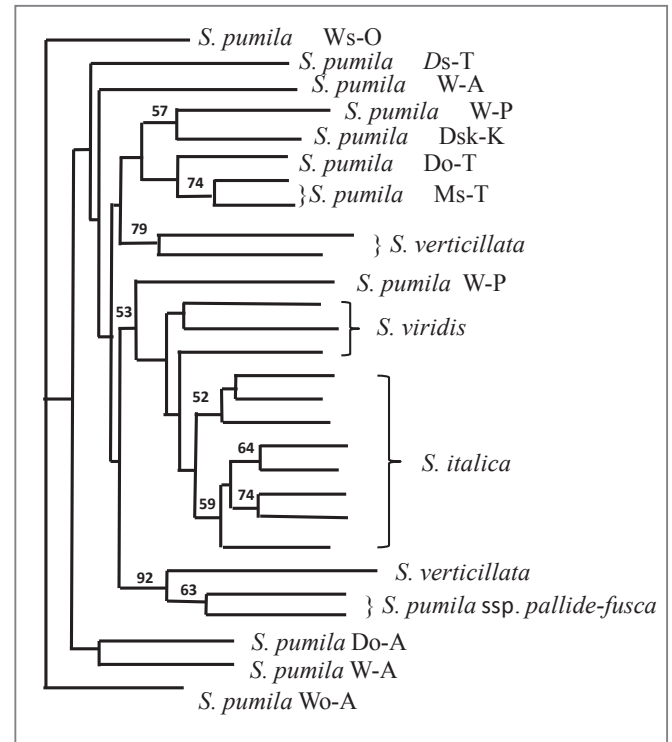 S. pumila Ws-O
S. pumila Ds-T
S. pumila W-A
57 S. pumila W-P
S. pumila Dsk-K
S. pumila Do-T
74 }S. pumila Ms-T
79 } S. verticillata
S. pumila W-P
53
S. viridis
52
64
S. italica
59 74
92 S. verticillata
63 } S. pumila ssp. pallide-fusca
S. pumila Do-A
S. pumila W-A
S. pumila Wo-A